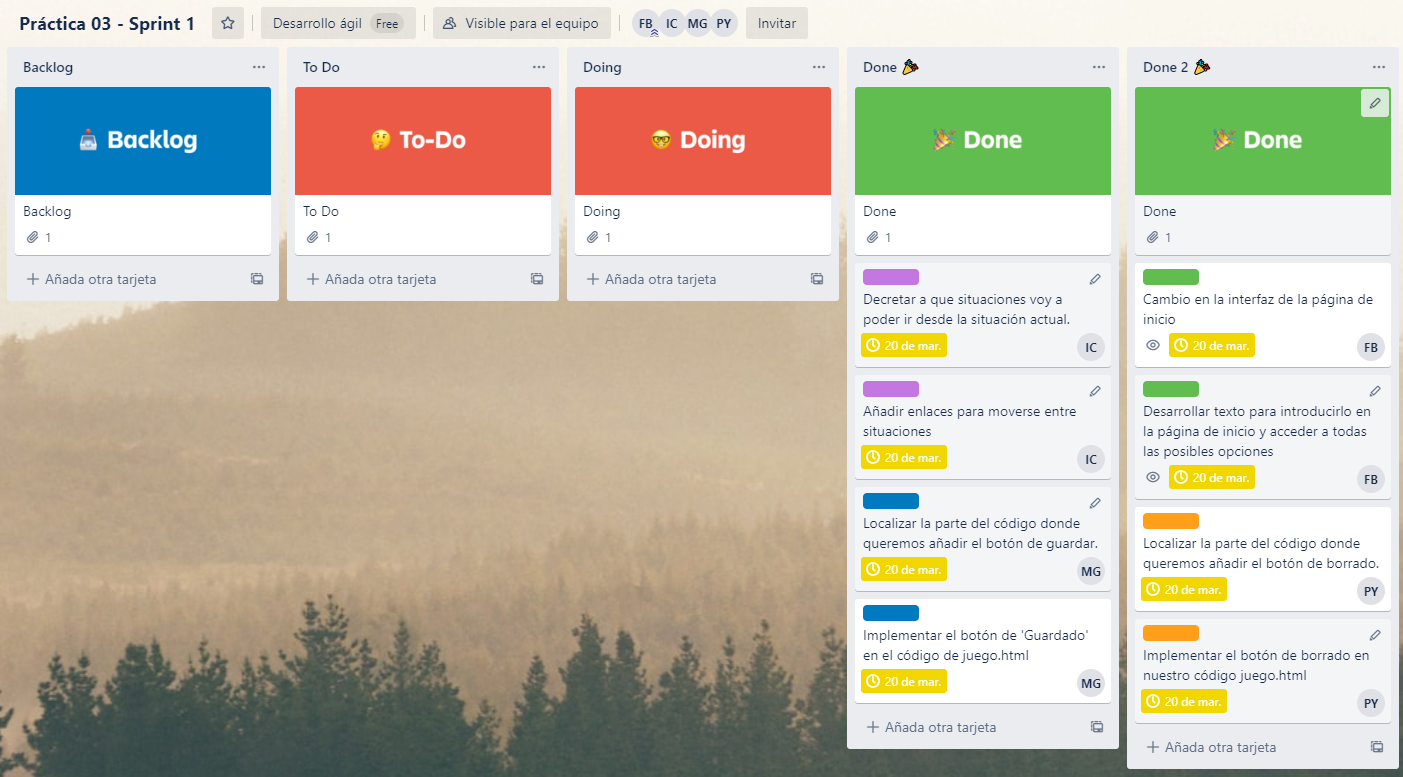 Práctica 03 - Sprint 1
Desarrollo ágil Free
Visible para el equipo
FB IC MG PY
Invitar
Backlog
Backlog
Backlog
1
Añada otra tarjeta
To Do
To-Do
To Do
1
Añada otra tarjeta
Doing
Doing
Doing
1
Añada otra tarjeta
Done
Done
Done
1
Decretar a que situaciones voy a
poder ir desde la situación actual.
20 de mar.
IC
Añadir enlaces para moverse entre
situaciones
20 de mar.
IC
Localizar la parte del código donde
queremos añadir el botón de guardar.
20 de mar.
MG
Implementar el botón de 'Guardado'
en el código de juego.html
20 de mar.
MG
Añada otra tarjeta
Done 2
Done
Done
1
Cambio en la interfaz de la página de
inicio
20 de mar.
FB
Desarrollar texto para introducirlo en
la página de inicio y acceder a todas
las posibles opciones
20 de mar.
FB
Localizar la parte del código donde
queremos añadir el botón de borrado.
20 de mar.
PY
Implementar el botón de borrado en
nuestro código juego.html
20 de mar.
PY
Añada otra tarjeta